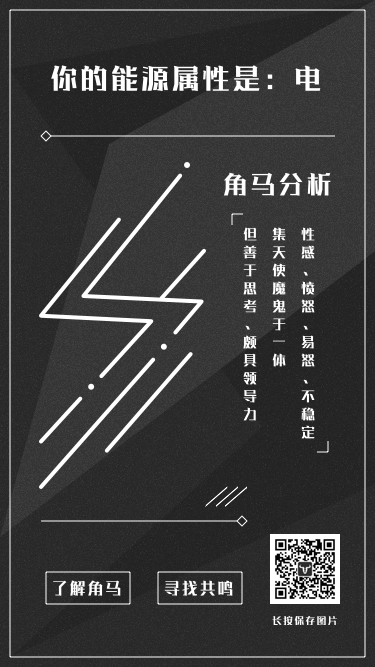 你的能源属性是：电
角马分析
「性感、愤怒、易怒、不稳定
集天使魔鬼于一体
但善于思考、颇具领导力」
了解角马
寻找共鸣
长按保存图片